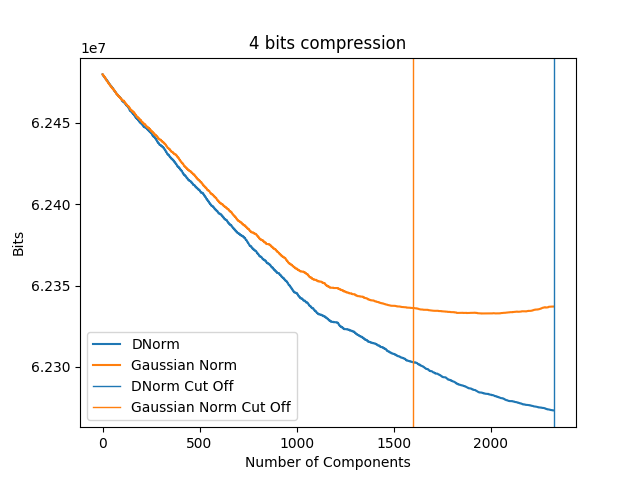 4 bits compression
1e7
6.245
6.240
6.235
6.230
Bits
DNorm
Gaussian Norm
DNorm Cut Off
Gaussian Norm Cut Off
0 500 1000 1500 2000
Number of Components